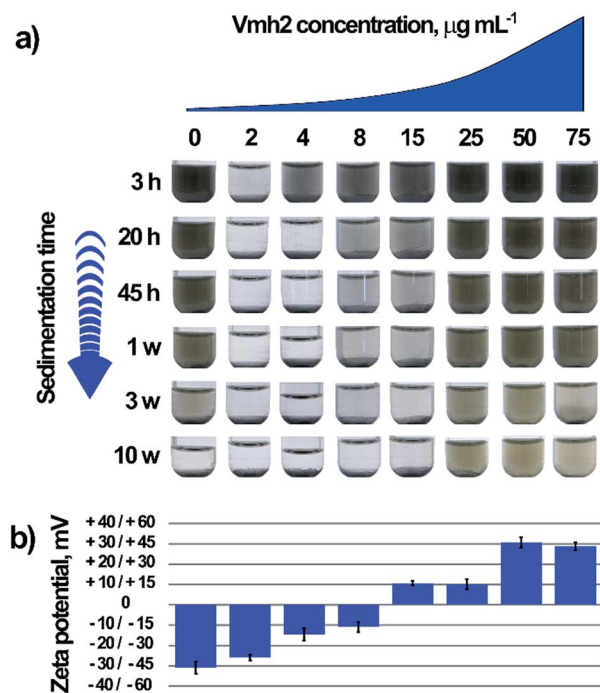 a)
Vmh2 concentration, μg mL⁻¹
0 2 4 8 15 25 50 75
Sedimentation time
3 h
20 h
45 h
1 w
3 w
10 w
b)
Zeta potential, mV
+40 / +60
+30 / +45
+20 / +30
+10 / +15
0
-10 / -15
-20 / -30
-30 / -45
-40 / -60